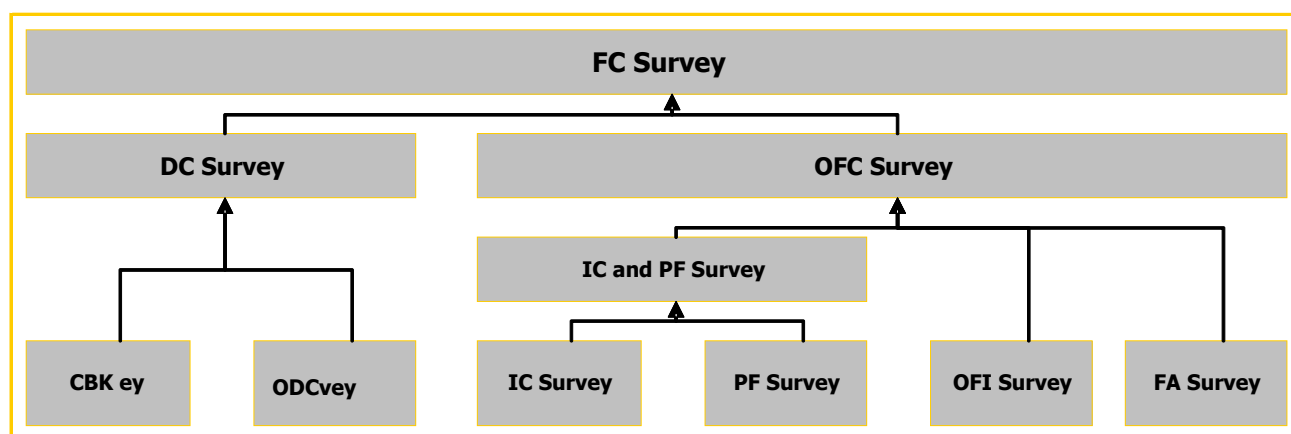 FC Survey
DC Survey
OFC Survey
IC and PF Survey
CBK ey
ODCvey
IC Survey
PF Survey
OFI Survey
FA Survey